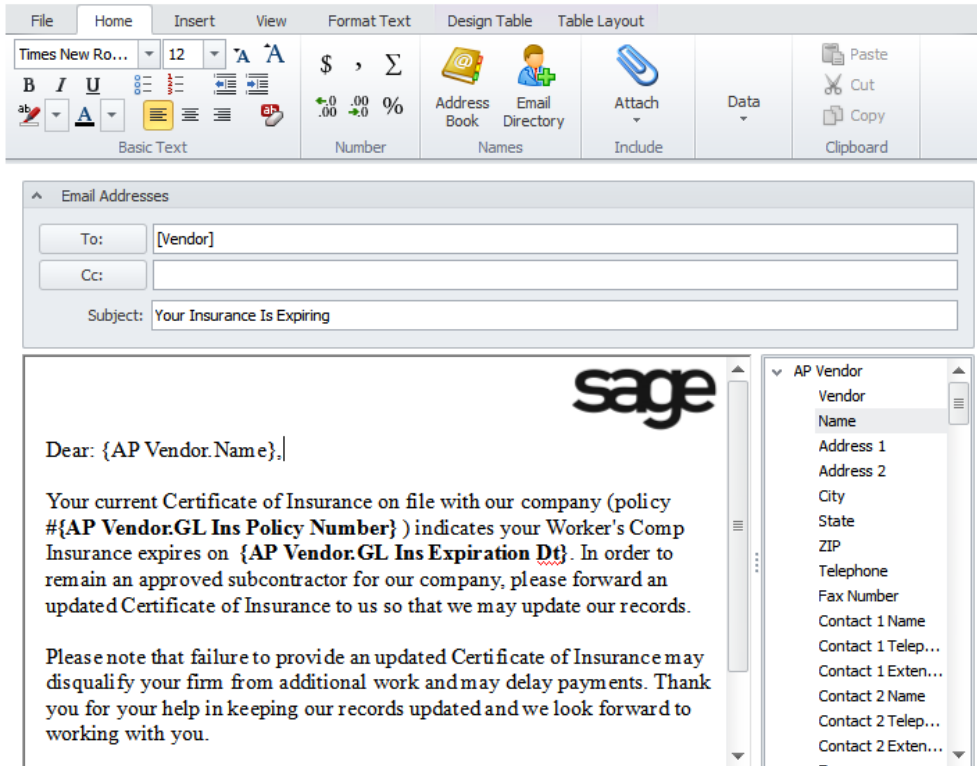 File Home Insert View Format Text Design Table Table Layout
Times New Ro... 12 A A
$ , Σ
B I U
.0 .00 .00 .0 %
ab A ab
Address Book
Email Directory
Attach
Data
Paste
Cut
Copy
Basic Text Number Names Include Clipboard
Email Addresses
To: [Vendor]
Cc:
Subject: Your Insurance Is Expiring
sage
Dear: {AP Vendor.Name},
Your current Certificate of Insurance on file with our company (policy
#{AP Vendor.GL Ins Policy Number} ) indicates your Worker's Comp
Insurance expires on {AP Vendor.GL Ins Expiration Dt}. In order to
remain an approved subcontractor for our company, please forward an
updated Certificate of Insurance to us so that we may update our records.
Please note that failure to provide an updated Certificate of Insurance may
disqualify your firm from additional work and may delay payments. Thank
you for your help in keeping our records updated and we look forward to
working with you.
AP Vendor
Vendor
Name
Address 1
Address 2
City
State
ZIP
Telephone
Fax Number
Contact 1 Name
Contact 1 Telep...
Contact 1 Exten...
Contact 2 Name
Contact 2 Telep...
Contact 2 Exten...